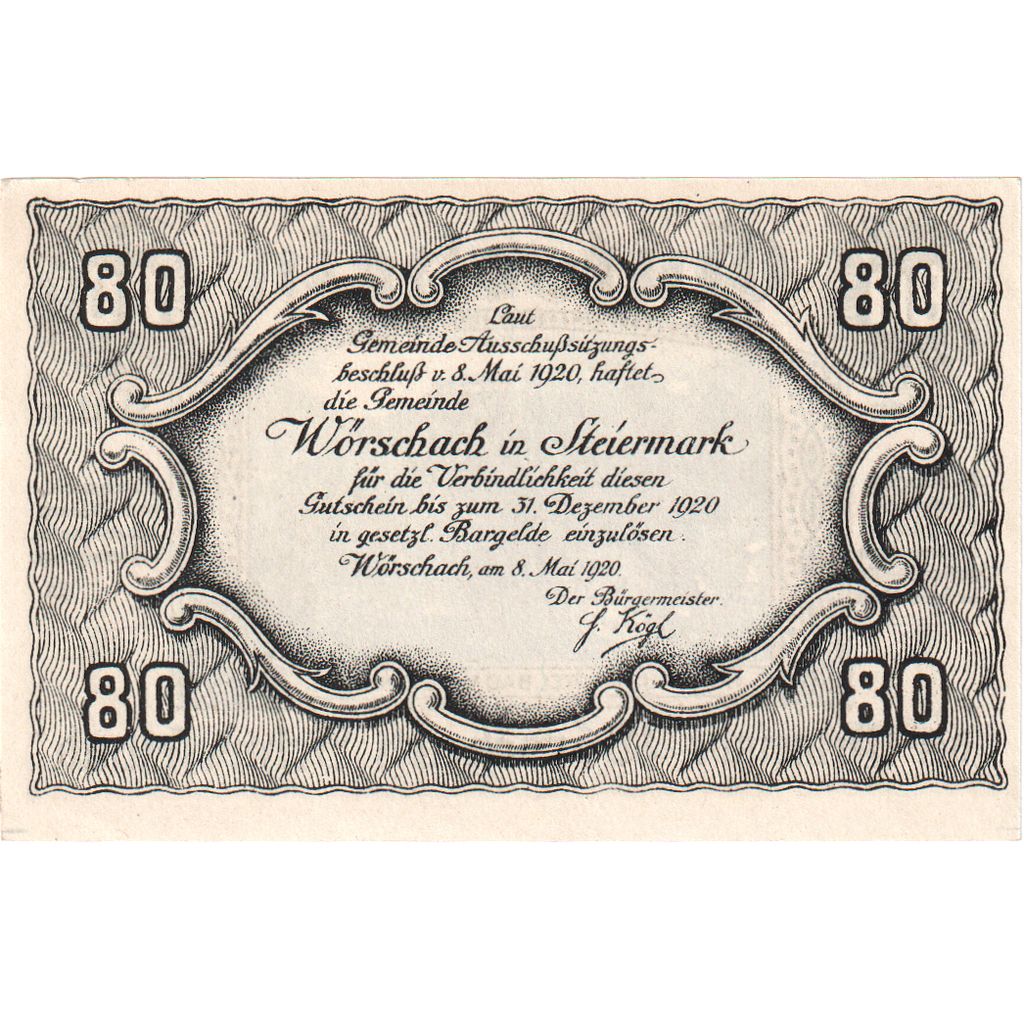 80 80
Laut
Gemeinde-Ausschußsitzungs-
beschluß v. 8. Mai 1920, haftet
die Gemeinde
Wörschach in Steiermark
für die Verbindlichkeit diesen
Gutschein bis zum 31. Dezember 1920
in gesetzl. Bargelde einzulösen.
Wörschach, am 8. Mai 1920.
Der Bürgermeister.
F. Kögl
80 80